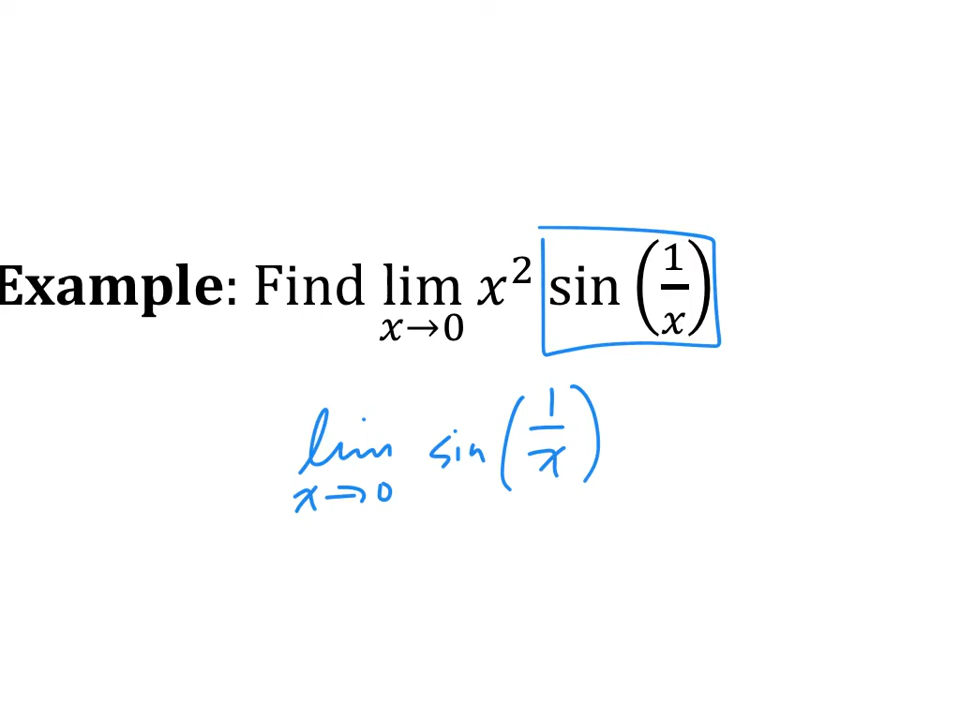 Example: Find lim x→0 x² sin (1/x)
lim x→0 sin (1/x)